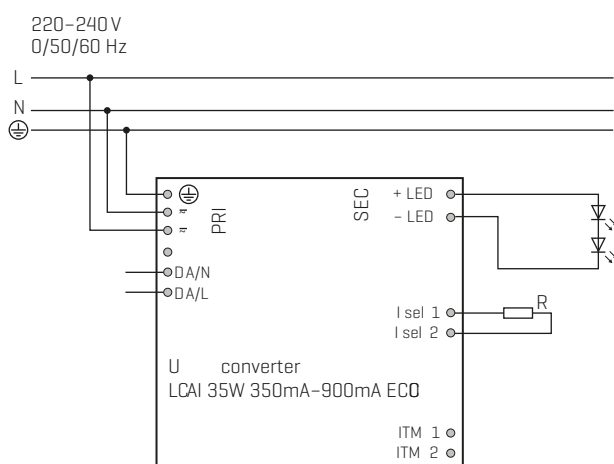 220–240 V
0/50/60 Hz
L
N
PRI
SEC
+ LED
– LED
DA/N
DA/L
I sel 1
I sel 2
R
U converter
LCAI 35W 350mA–900mA ECO
ITM 1
ITM 2